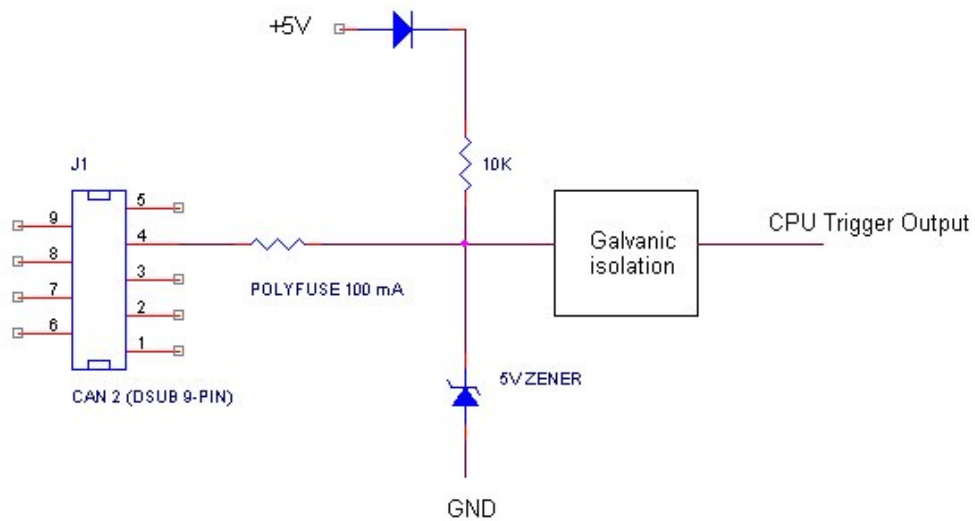 +5V
J1
10K
5
9
4
8
3
7
2
6
1
POLYFUSE 100 mA
Galvanic
isolation
CPU Trigger Output
CAN 2 (DSUB 9-PIN)
5V ZENER
GND